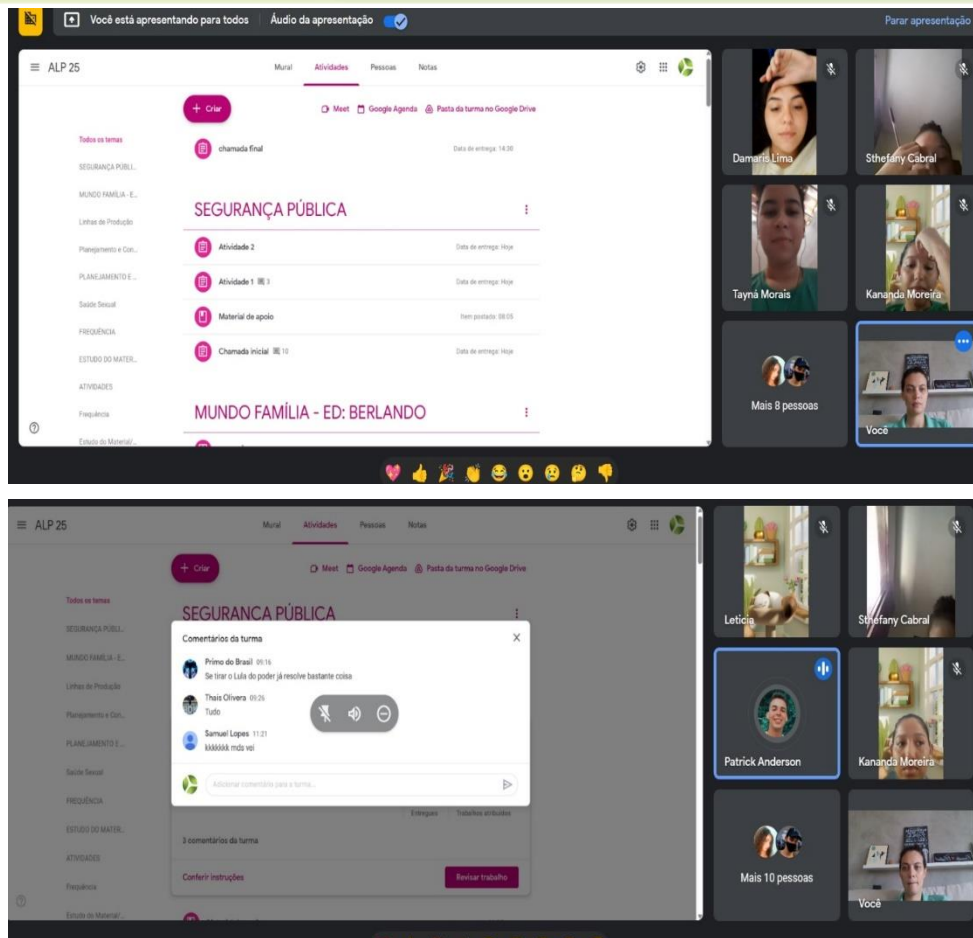 Você está apresentando para todos
Áudio da apresentação
Parar apresentação
ALP 25
Mural
Atividades
Pessoas
Notas
+ Criar
Meet
Google Agenda
Pasta da turma no Google Drive
Todos os temas
SEGURANÇA PÚBLI...
MUNDO FAMÍLIA - E...
Linhas de Produção
Planejamento e Con...
PLANEJAMENTO E ...
Saúde Sexual
FREQUÊNCIA
ESTUDO DO MATER...
ATIVIDADES
Frequência
Estudo do Material/...
chamada final
Data de entrega: 14:30
SEGURANÇA PÚBLICA
Atividade 2
Data de entrega: Hoje
Atividade 1 3
Data de entrega: Hoje
Material de apoio
Item postado: 08:05
Chamada inicial 10
Data de entrega: Hoje
MUNDO FAMÍLIA - ED: BERLANDO
Damaris Lima
Sthefany Cabral
Tayná Morais
Kananda Moreira
Mais 8 pessoas
Você
ALP 25
Mural
Atividades
Pessoas
Notas
+ Criar
Meet
Google Agenda
Pasta da turma no Google Drive
Todos os temas
SEGURANÇA PÚBLI...
MUNDO FAMÍLIA - E...
Linhas de Produção
Planejamento e Con...
PLANEJAMENTO E ...
Saúde Sexual
FREQUÊNCIA
ESTUDO DO MATER...
ATIVIDADES
Frequência
Estudo do Material/...
SEGURANÇA PÚBLICA
Comentários da turma
Primo do Brasil 09:16
Se tirar o Lula do poder já resolve bastante coisa
Thais Olivera 09:26
Tudo
Samuel Lopes 11:21
kkkkkkk mds vei
Adicionar comentário para a turma...
Entregues
Trabalhos atribuídos
3 comentários da turma
Conferir instruções
Revisar trabalho
Leticia
Sthefany Cabral
Patrick Anderson
Kananda Moreira
Mais 10 pessoas
Você